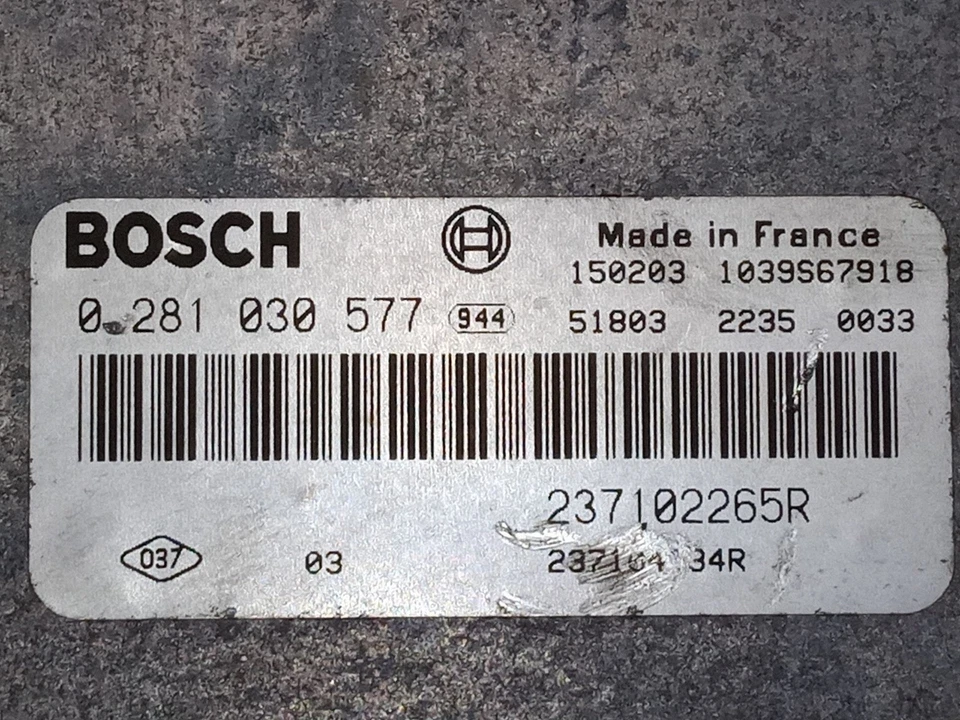 BOSCH
Made in France
150203 1039S67918
0 281 030 577 944 51803 2235 0033
237102265R
037 03